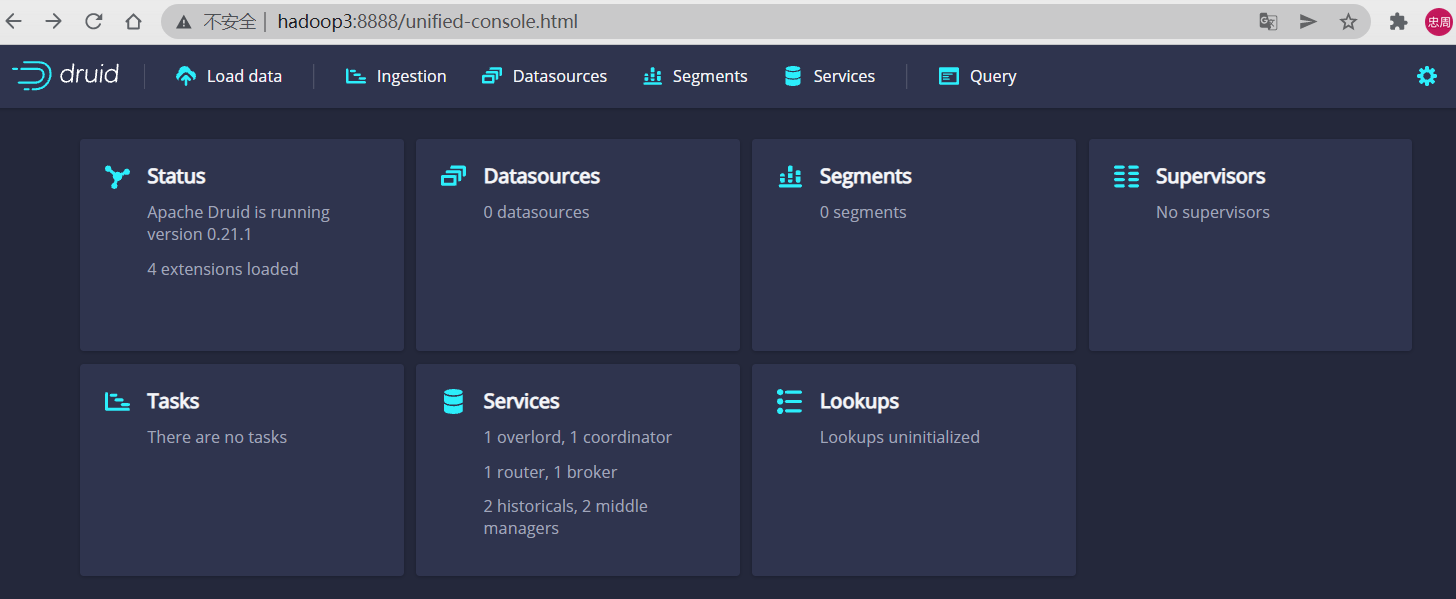 不安全 hadoop3:8888/unified-console.html 忠周
druid Load data Ingestion Datasources Segments Services Query
Status
Apache Druid is running
version 0.21.1
4 extensions loaded
Datasources
0 datasources
Segments
0 segments
Supervisors
No supervisors
Tasks
There are no tasks
Services
1 overlord, 1 coordinator
1 router, 1 broker
2 historicals, 2 middle
managers
Lookups
Lookups uninitialized